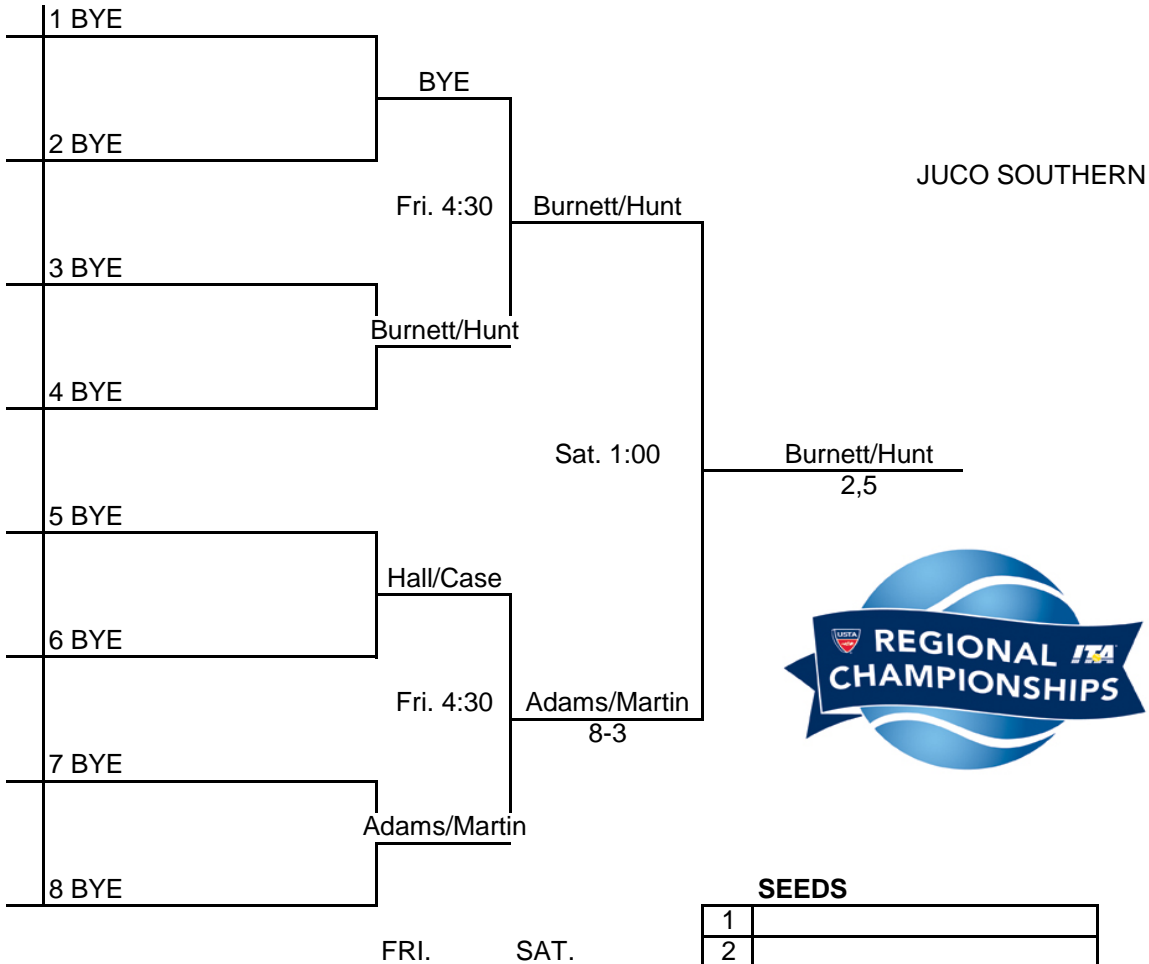 1 BYE
BYE
2 BYE
JUCO SOUTHERN
Fri. 4:30
Burnett/Hunt
3 BYE
Burnett/Hunt
4 BYE
Sat. 1:00
Burnett/Hunt
2,5
5 BYE
Hall/Case
6 BYE
USTA REGIONAL ITA
CHAMPIONSHIPS
Fri. 4:30
Adams/Martin
8-3
7 BYE
Adams/Martin
8 BYE
SEEDS
1
FRI. SAT. 2